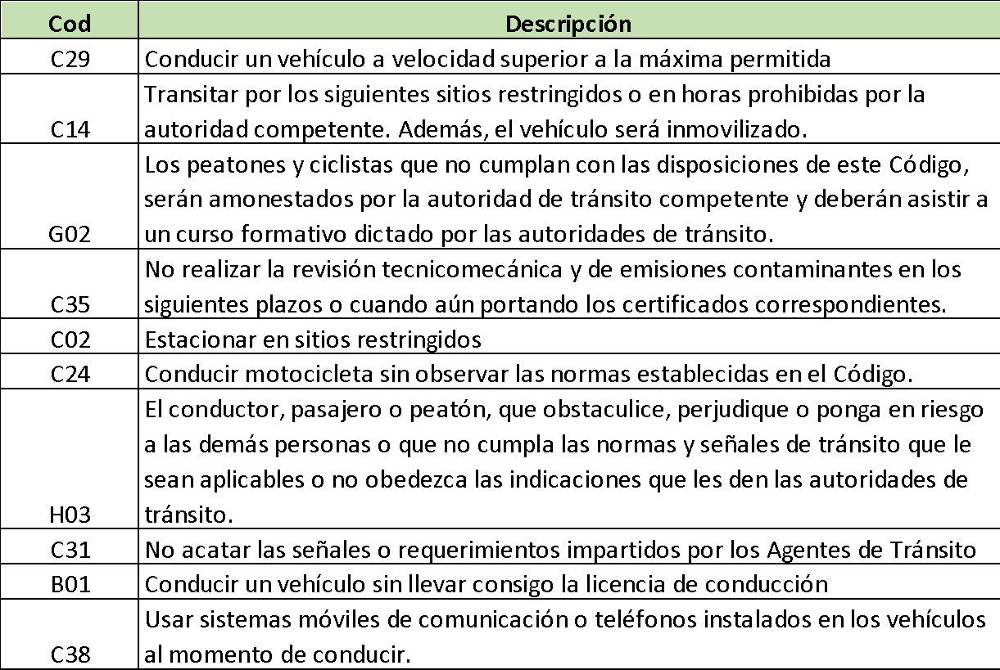 Cod Descripción
C29 Conducir un vehículo a velocidad superior a la máxima permitida
Transitar por los siguientes sitios restringidos o en horas prohibidas por la
C14 autoridad competente. Además, el vehículo será inmovilizado.
Los peatones y ciclistas que no cumplan con las disposiciones de este Código,
serán amonestados por la autoridad de tránsito competente y deberán asistir a
G02 un curso formativo dictado por las autoridades de tránsito.
No realizar la revisión tecnicomecánica y de emisiones contaminantes en los
C35 siguientes plazos o cuando aún portando los certificados correspondientes.
C02 Estacionar en sitios restringidos
C24 Conducir motocicleta sin observar las normas establecidas en el Código.
El conductor, pasajero o peatón, que obstaculice, perjudique o ponga en riesgo
a las demás personas o que no cumpla las normas y señales de tránsito que le
sean aplicables o no obedezca las indicaciones que les den las autoridades de
H03 tránsito.
C31 No acatar las señales o requerimientos impartidos por los Agentes de Tránsito
B01 Conducir un vehículo sin llevar consigo la licencia de conducción
Usar sistemas móviles de comunicación o teléfonos instalados en los vehículos
C38 al momento de conducir.